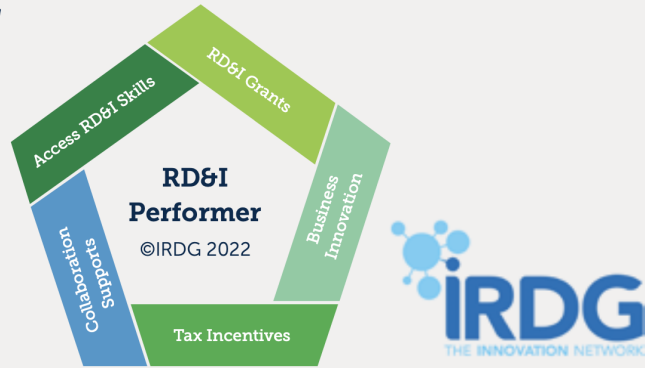 RD&I Grants
Access RD&I Skills
RD&I
Performer
©IRDG 2022
Business
Innovation
Collaboration
Supports
Tax Incentives
iRDG
THE INNOVATION NETWORK